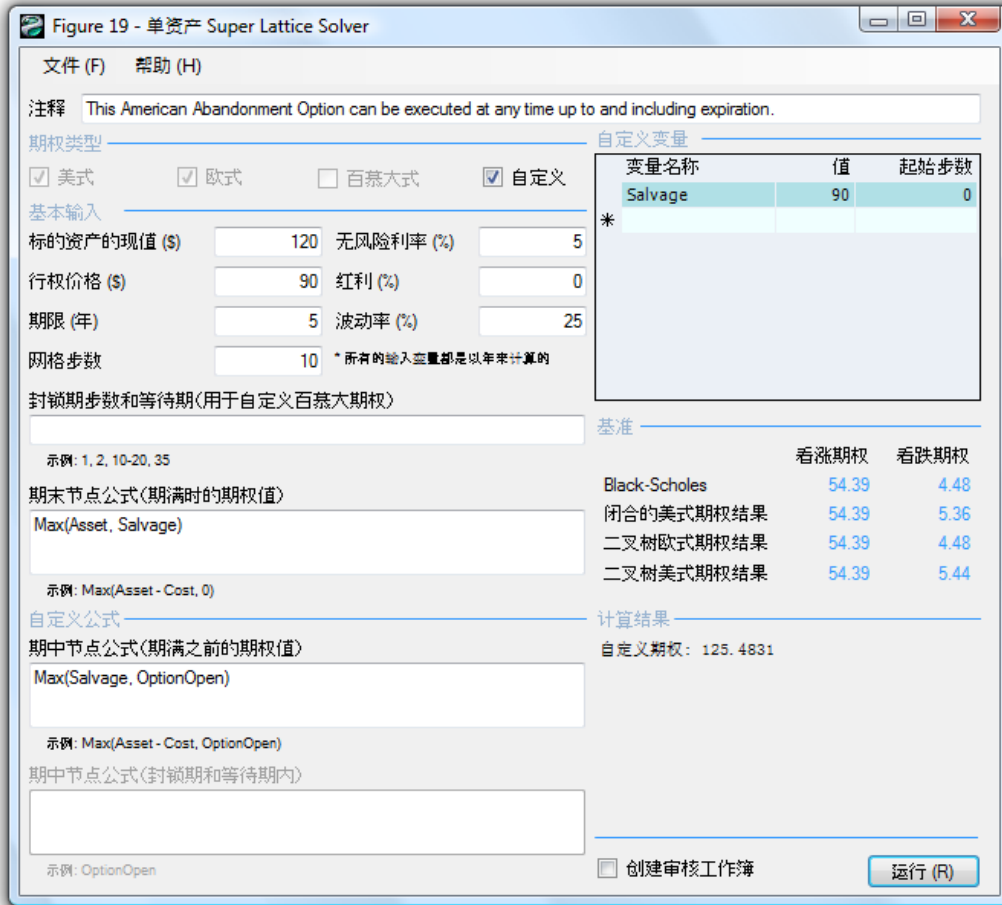 Figure 19 - 单资产 Super Lattice Solver
文件 (F) 帮助 (H)
注释 This American Abandonment Option can be executed at any time up to and including expiration.
期权类型
美式 欧式 百慕大式 自定义
基本输入
标的资产的现值 ($) 120 无风险利率 (%) 5
行权价格 ($) 90 红利 (%) 0
期限 (年) 5 波动率 (%) 25
网格步数 10 * 所有的输入变量都是以年来计算的
封锁期步数和等待期(用于自定义百慕大期权)
示例: 1, 2, 10-20, 35
期末节点公式(期满时的期权值)
Max(Asset, Salvage)
示例: Max(Asset - Cost, 0)
自定义公式
期中节点公式(期满之前的期权值)
Max(Salvage, OptionOpen)
示例: Max(Asset - Cost, OptionOpen)
期中节点公式(封锁期和等待期内)
示例: OptionOpen
自定义变量
变量名称 值 起始步数
Salvage 90 0
*
基准
看涨期权 看跌期权
Black-Scholes 54.39 4.48
闭合的美式期权结果 54.39 5.36
二叉树欧式期权结果 54.39 4.48
二叉树美式期权结果 54.39 5.44
计算结果
自定义期权: 125.4831
创建审核工作簿 运行 (R)